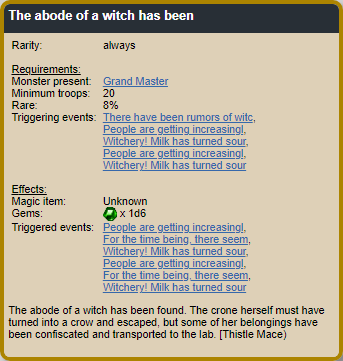 The abode of a witch has been
Rarity: always
Requirements:
Monster present: Grand Master
Minimum troops: 20
Rare: 8%
Triggering events: There have been rumors of witc,
People are getting increasingl,
Witchery! Milk has turned sour,
People are getting increasingl,
Witchery! Milk has turned sour
Effects:
Magic item: Unknown
Gems: x 1d6
Triggered events: People are getting increasingl,
For the time being, there seem,
Witchery! Milk has turned sour,
People are getting increasingl,
For the time being, there seem,
Witchery! Milk has turned sour
The abode of a witch has been found. The crone herself must have
turned into a crow and escaped, but some of her belongings have
been confiscated and transported to the lab. [Thistle Mace)